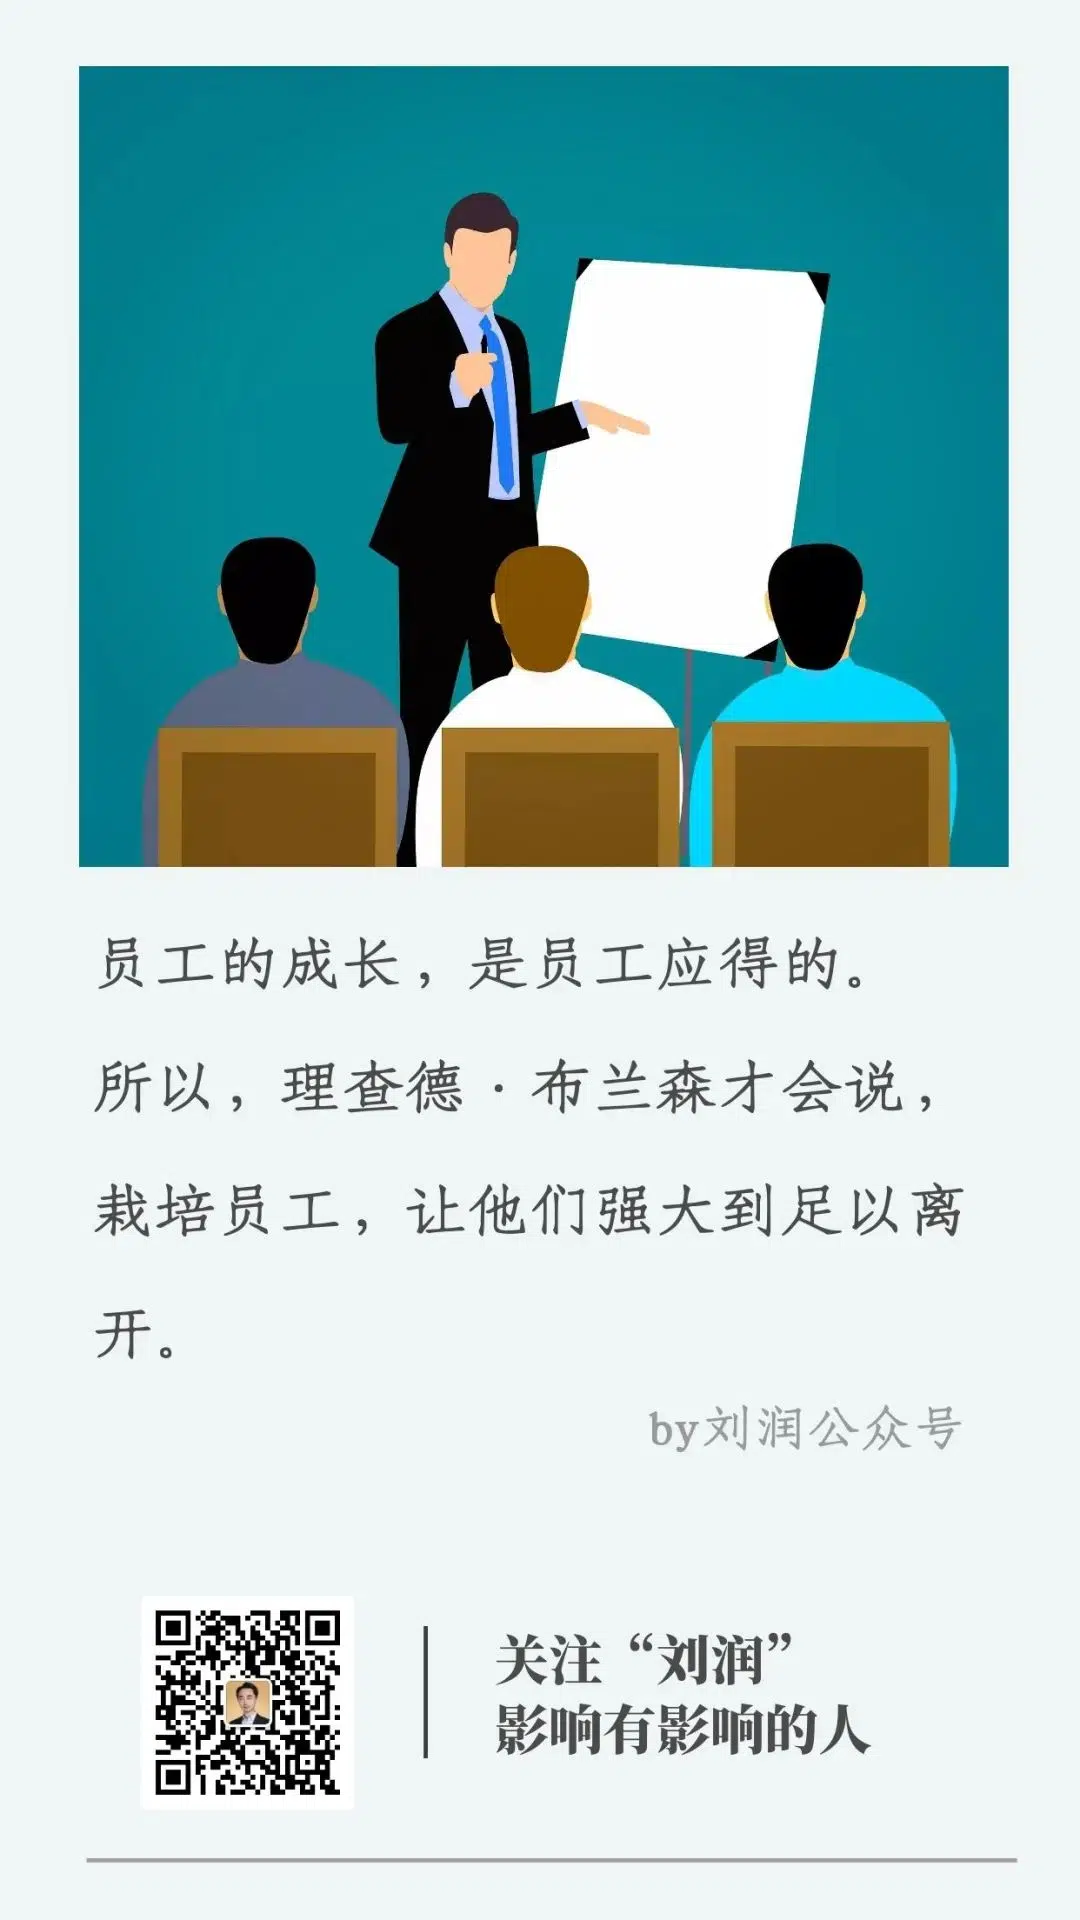 员工的成长，是员工应得的。
所以，理查德·布兰森才会说，
栽培员工，让他们强大到足以离
开。
by刘润公众号
关注“刘润”
影响有影响的人